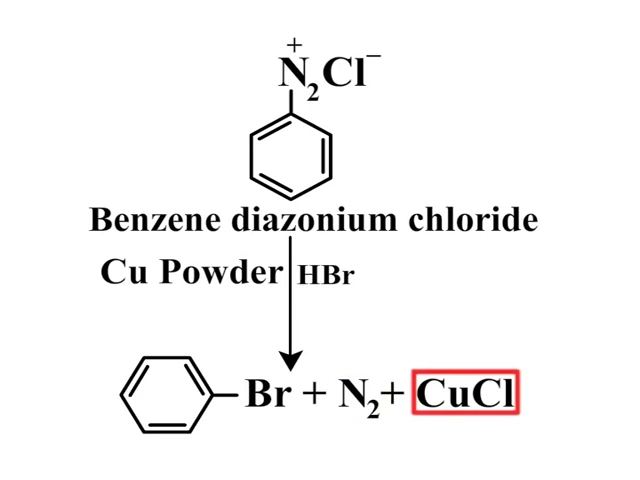 N₂⁺Cl⁻
Benzene diazonium chloride
Cu Powder HBr
Br + N₂ + CuCl